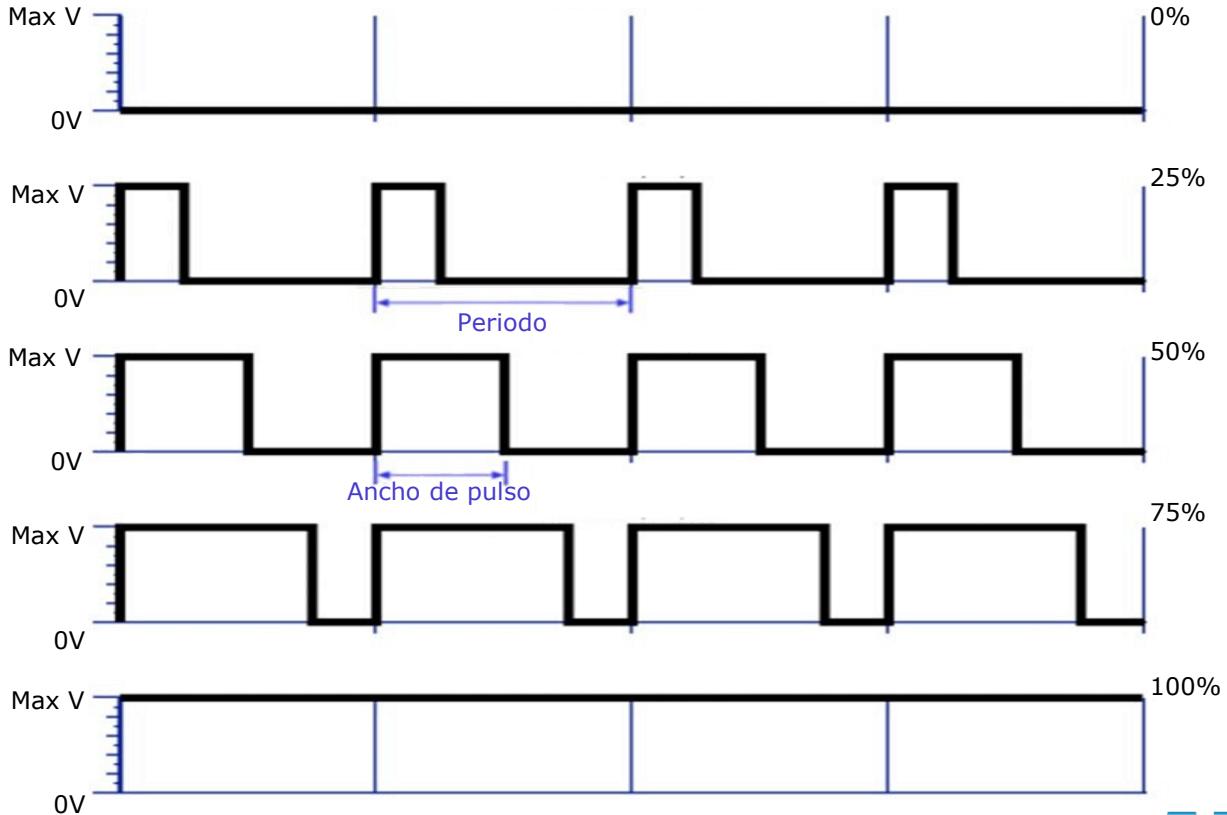 Max V
0%
0V
Max V
25%
0V
Periodo
Max V
50%
0V
Ancho de pulso
Max V
75%
0V
Max V
100%
0V